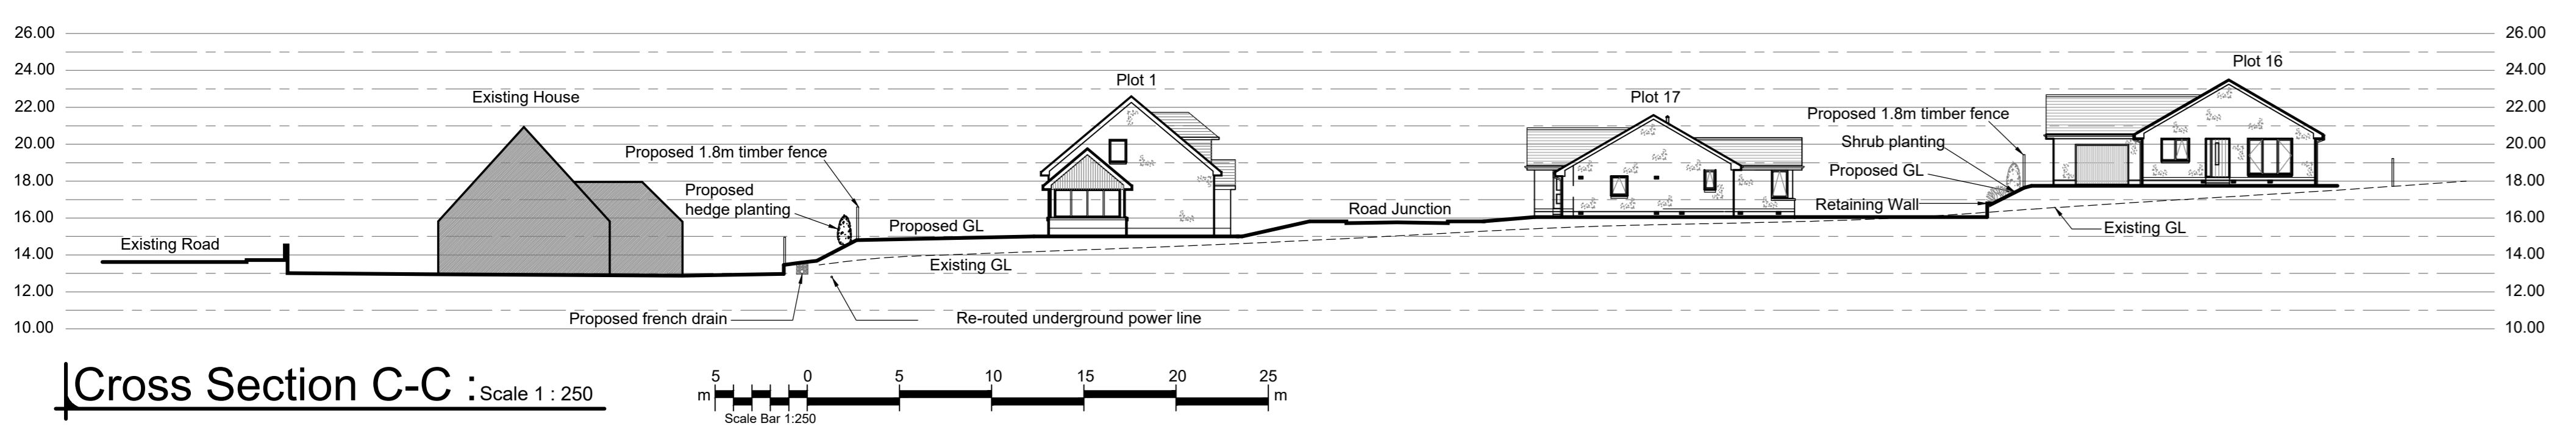 26.00
24.00
22.00
20.00
18.00
16.00
14.00
12.00
10.00
Existing Road
Existing House
Proposed 1.8m timber fence
Proposed
hedge planting
Proposed GL
Existing GL
Proposed french drain
Re-routed underground power line
Plot 1
Road Junction
Plot 17
Proposed 1.8m timber fence
Shrub planting
Proposed GL
Retaining Wall
Existing GL
Plot 16
26.00
24.00
22.00
20.00
18.00
16.00
14.00
12.00
10.00
Cross Section C-C : Scale 1 : 250
5 0 5 10 15 20 25
m m
Scale Bar 1:250